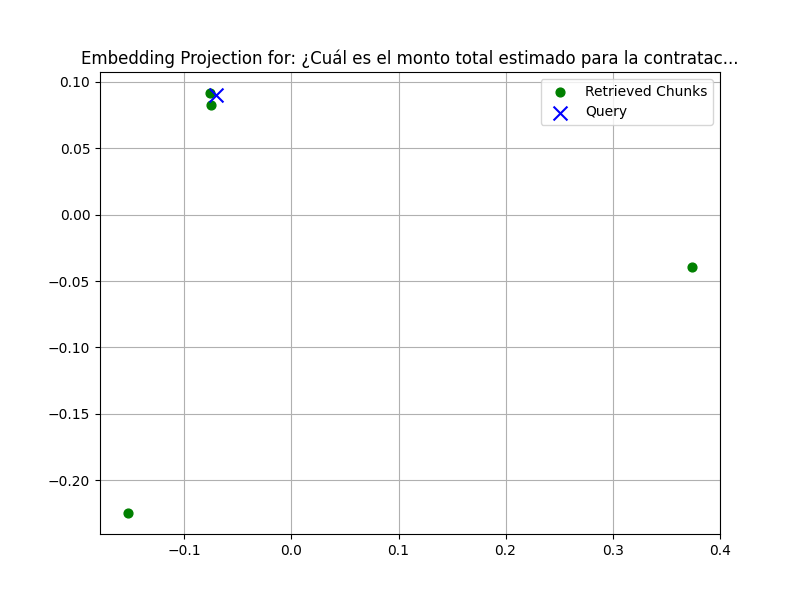 Embedding Projection for: ¿Cuál es el monto total estimado para la contratac...
Retrieved Chunks
Query
0.10
0.05
0.00
−0.05
−0.10
−0.15
−0.20
−0.1 0.0 0.1 0.2 0.3 0.4